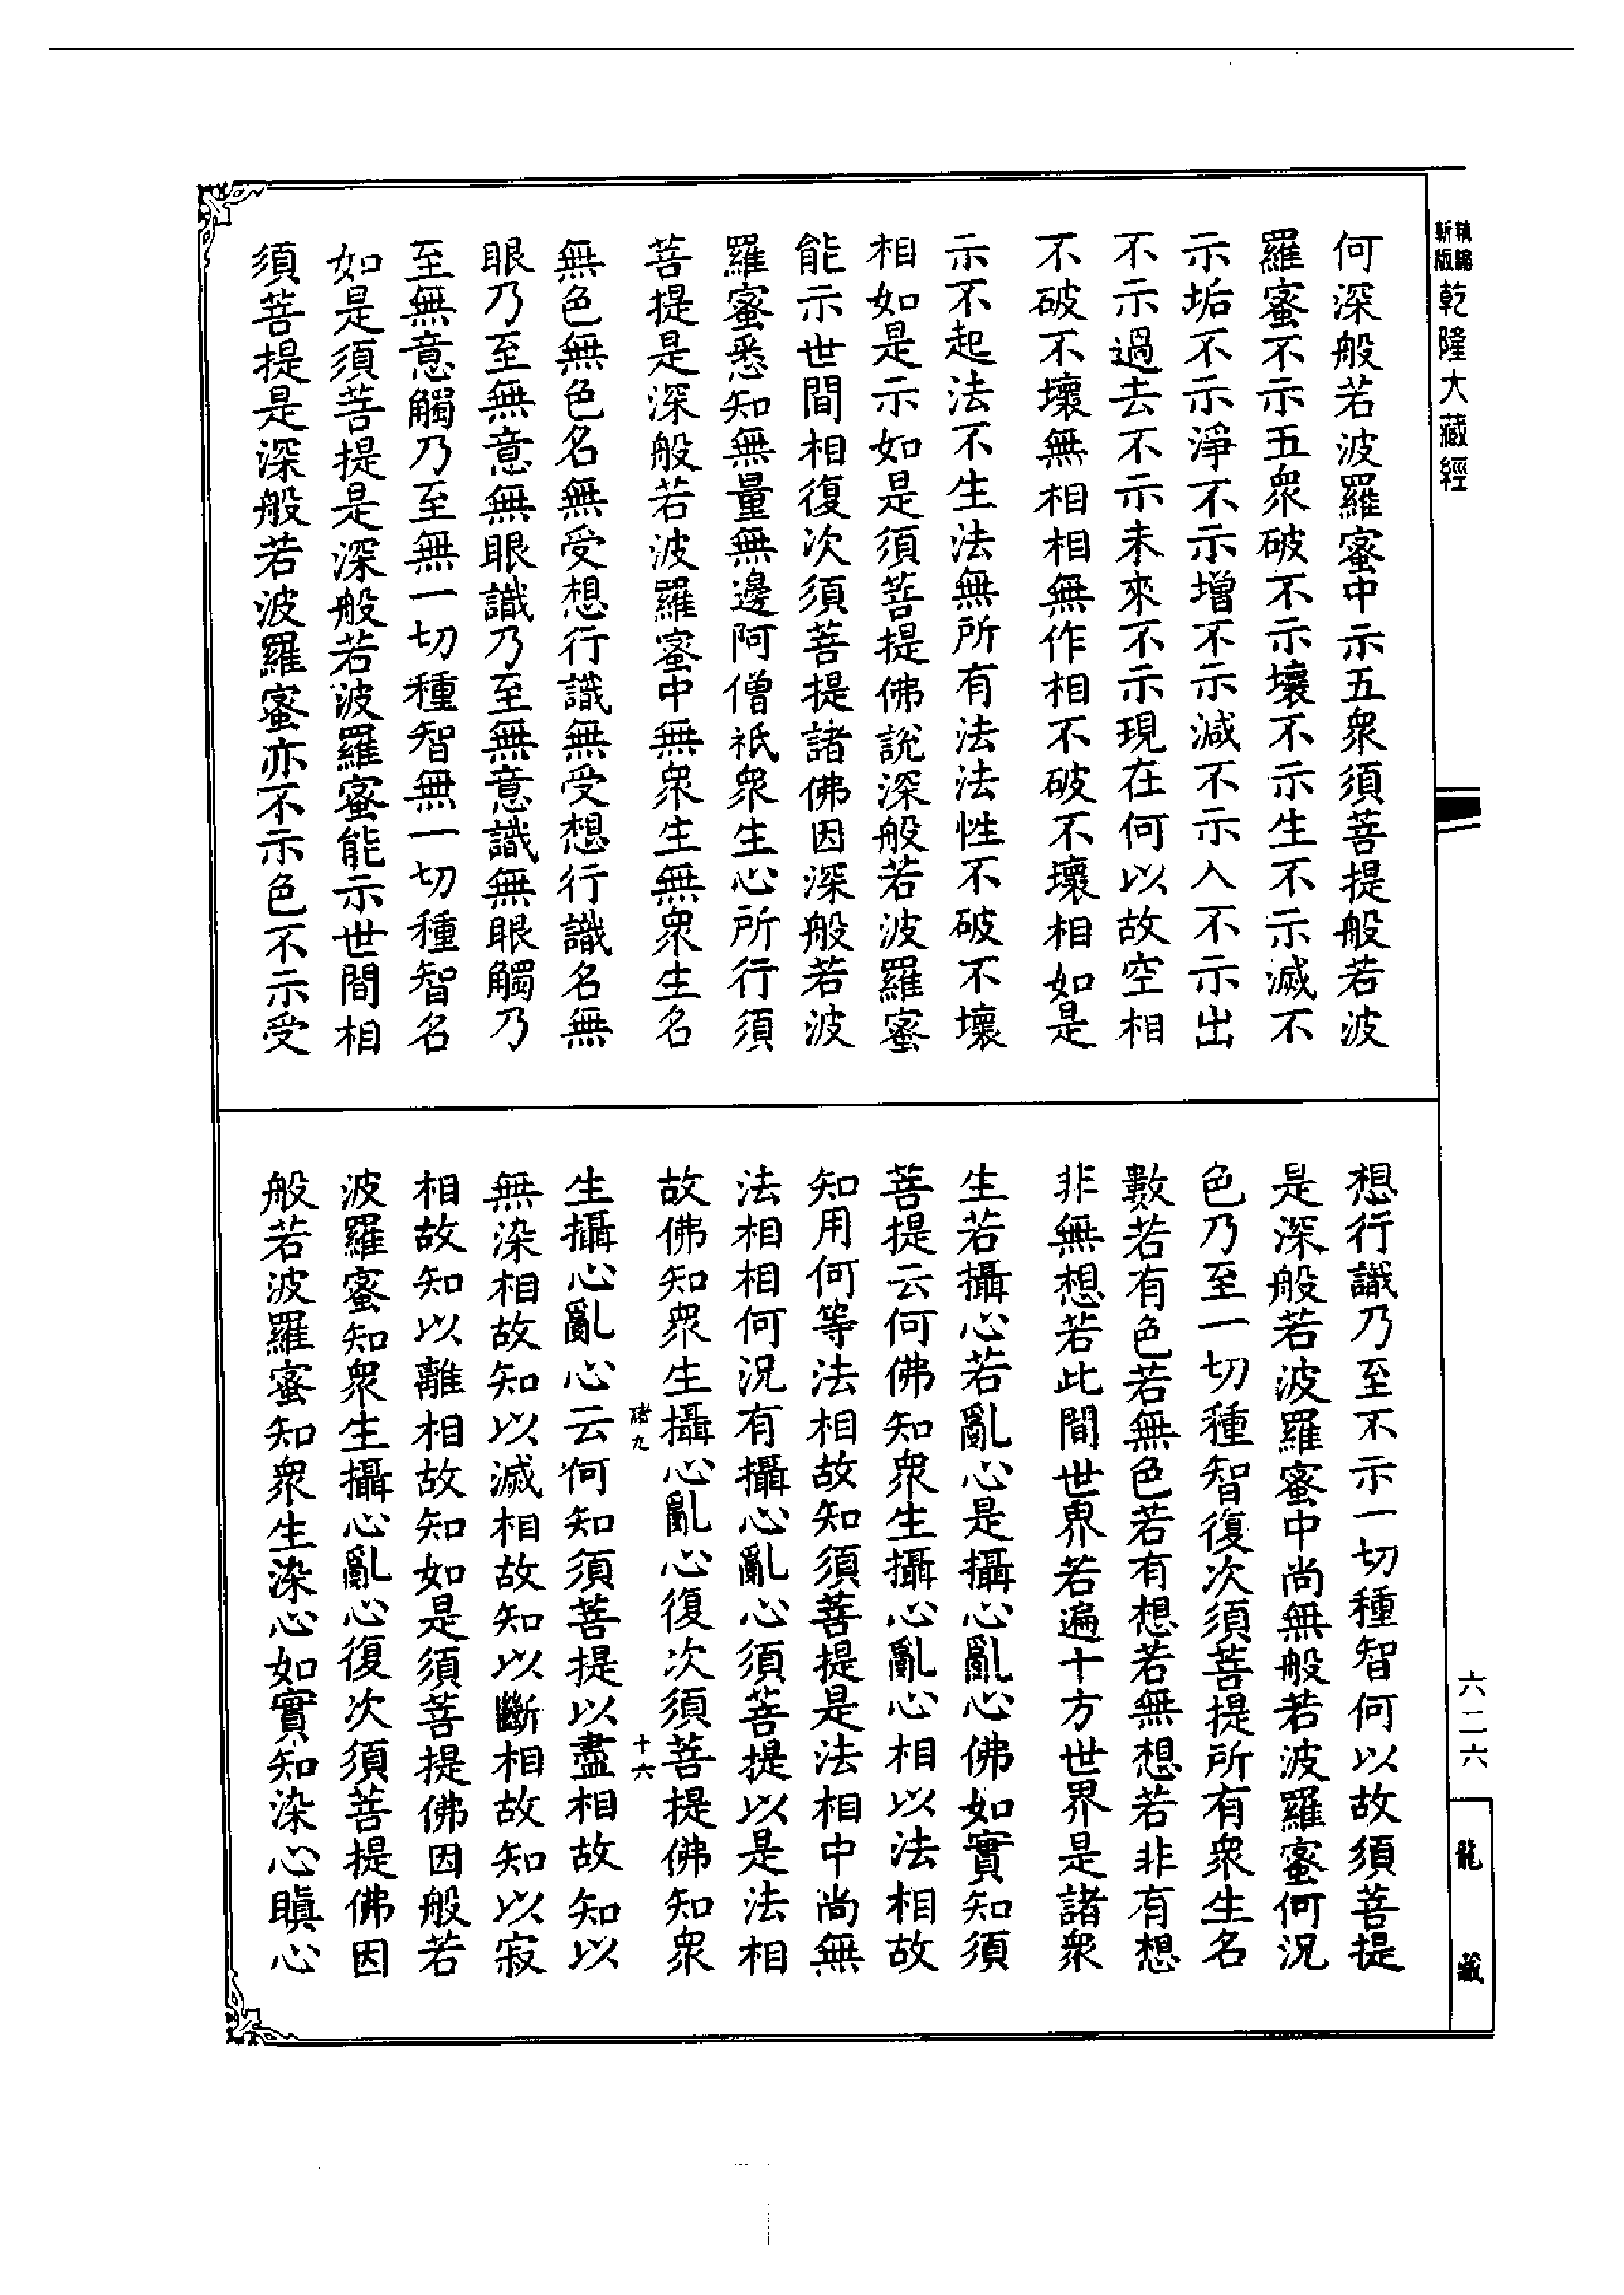 新版精編乾隆大藏經
何深般若波羅蜜中示五眾須菩提般若波
羅蜜不示五眾破不示壞不示生不示滅不
示垢不示淨不示增不示減不示入不示出
不示過去不示未來不示現在何以故空相
不破不壞無相相無作相不破不壞相如是
示不起法不生法無所有法法性不破不壞
相如是示如是須菩提佛說深般若波羅蜜
能示世間相復次須菩提諸佛因深般若波
羅蜜悉知無量無邊阿僧祇眾生心所行須
菩提是深般若波羅蜜中無眾生無眾生名
無色無色名無受想行識無受想行識名無
眼乃至無意無眼識乃至無意識無眼觸乃
至無意觸乃至無一切種智無一切種智名
如是須菩提是深般若波羅蜜能示世間相
須菩提是深般若波羅蜜亦不示色不示受
想行識乃至不示一切種智何以故須菩提
是深般若波羅蜜中尚無般若波羅蜜何況
色乃至一切種智復次須菩提所有眾生名
數若有色若無色若有想若無想若非有想
非無想若此間世界若遍十方世界是諸眾
生若攝心若亂心是攝心亂心佛如實知須
菩提云何佛知眾生攝心亂心相以法相故
知用何等法相故知須菩提是法相中尚無
法相相何況有攝心亂心須菩提以是法相
故佛知眾生攝心亂心復次須菩提佛知眾
十六
生攝心亂心云何知須菩提以盡相故知以
無染相故知以滅相故知以斷相故知以寂
相故知以離相故知如是須菩提佛因般若
波羅蜜知眾生攝心亂心復次須菩提佛因
般若波羅蜜知眾生染心如實知染心瞋心
六二六
龍藏